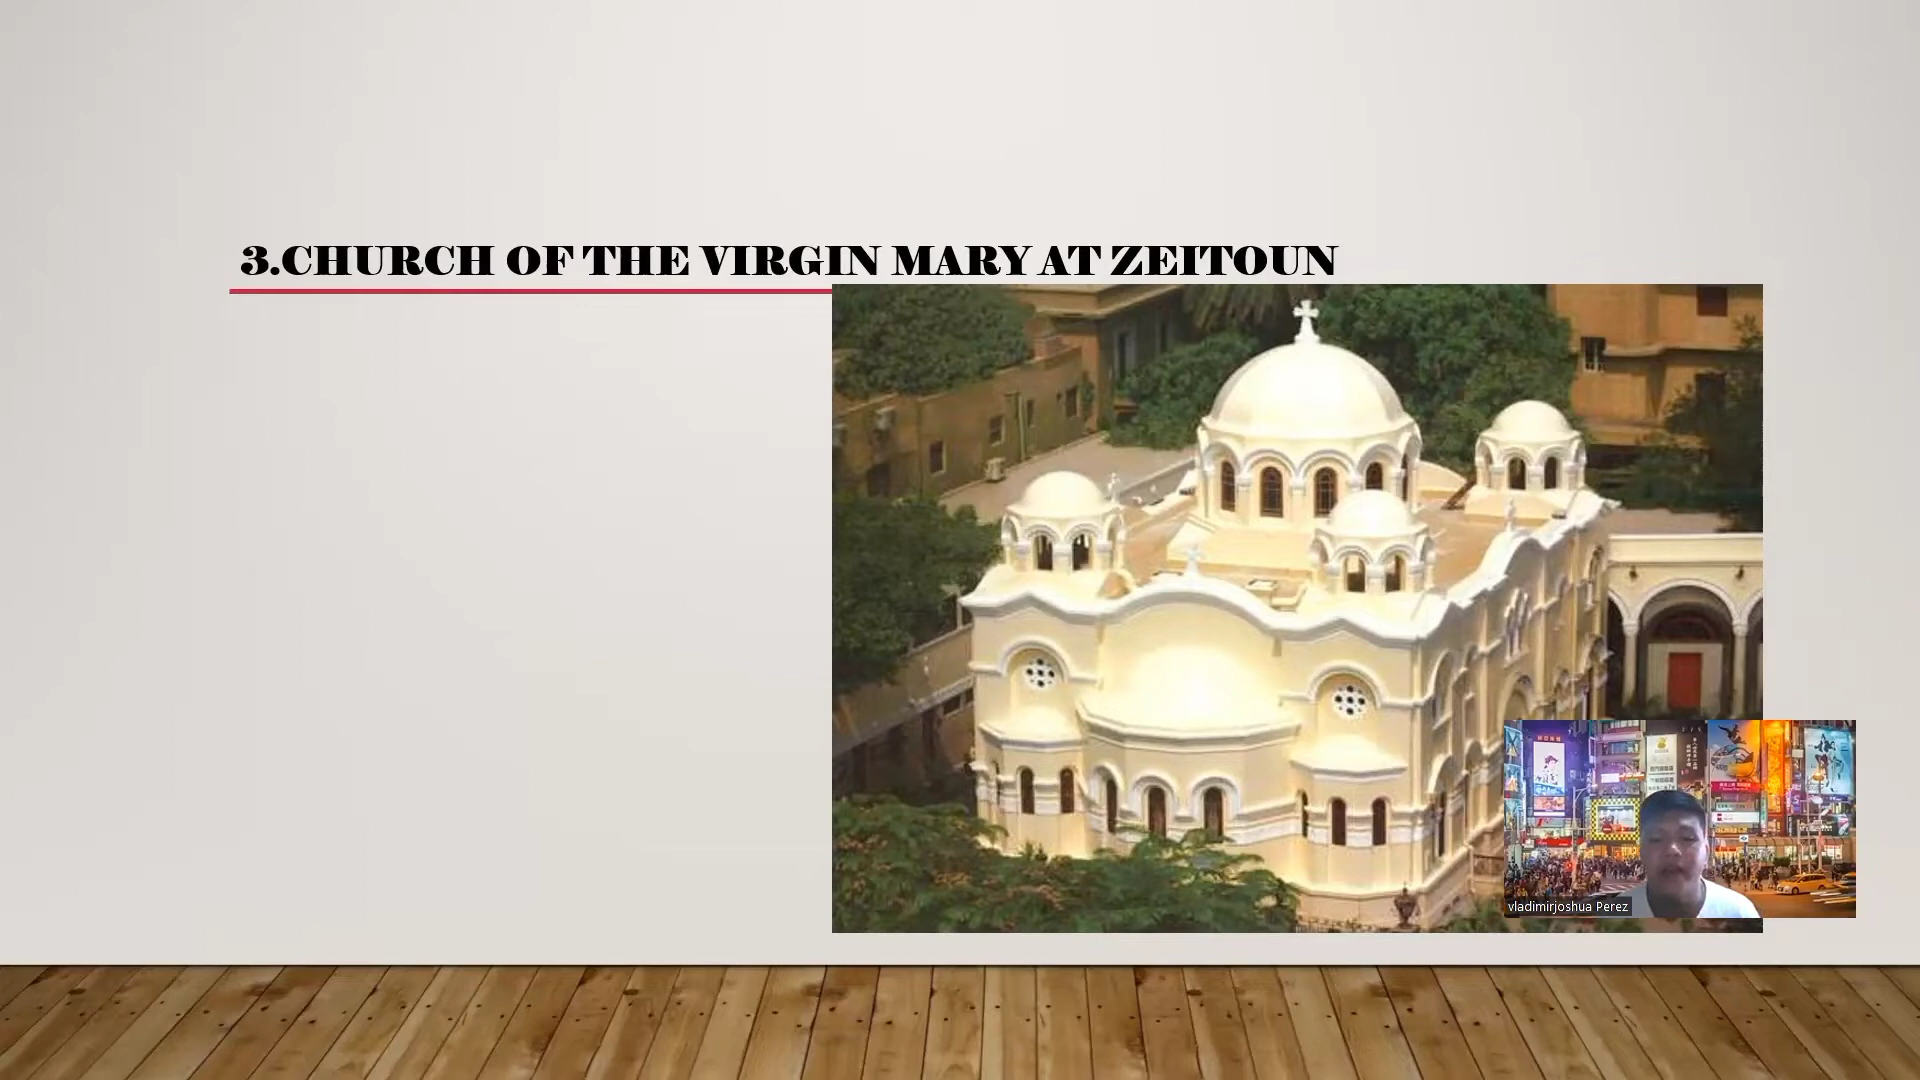 3.CHURCH OF THE VIRGIN MARY AT ZEITOUN
vladimirjoshua Perez